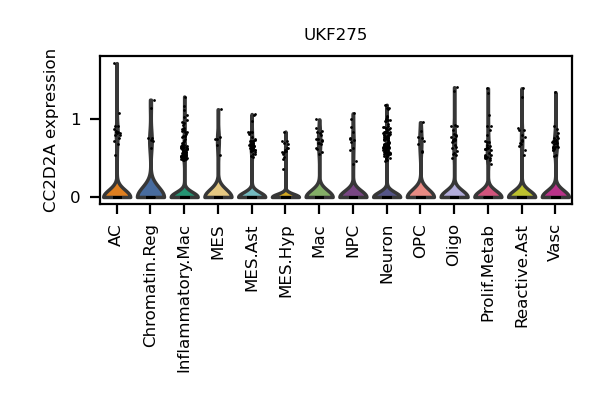 UKF275
CC2D2A expression
1
0
AC
Chromatin.Reg
Inflammatory.Mac
MES
MES.Ast
MES.Hyp
Mac
NPC
Neuron
OPC
Oligo
Prolif.Metab
Reactive.Ast
Vasc